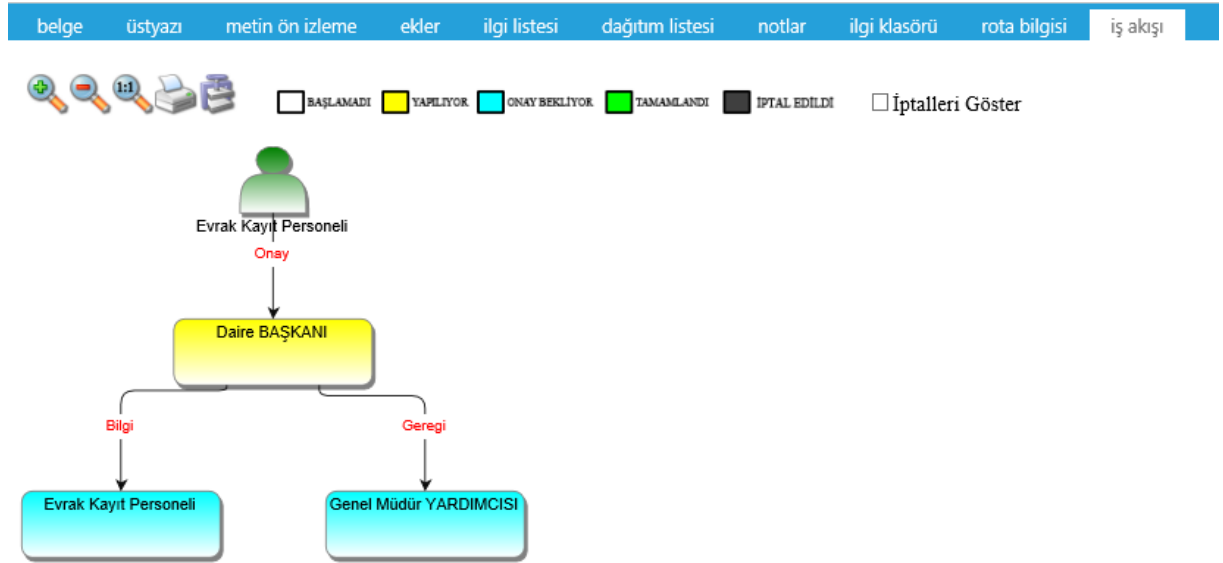 belge üstyazı metin ön izleme ekler ilgi listesi dağıtım listesi notlar ilgi klasörü rota bilgisi iş akışı
1:1 BAŞLAMADI YAPILIYOR ONAY BEKLİYOR TAMAMLANDI İPTAL EDİLDİ İptalleri Göster
Evrak Kayıt Personeli
Onay
Daire BAŞKANI
Bilgi Geregi
Evrak Kayıt Personeli Genel Müdür YARDIMCISI